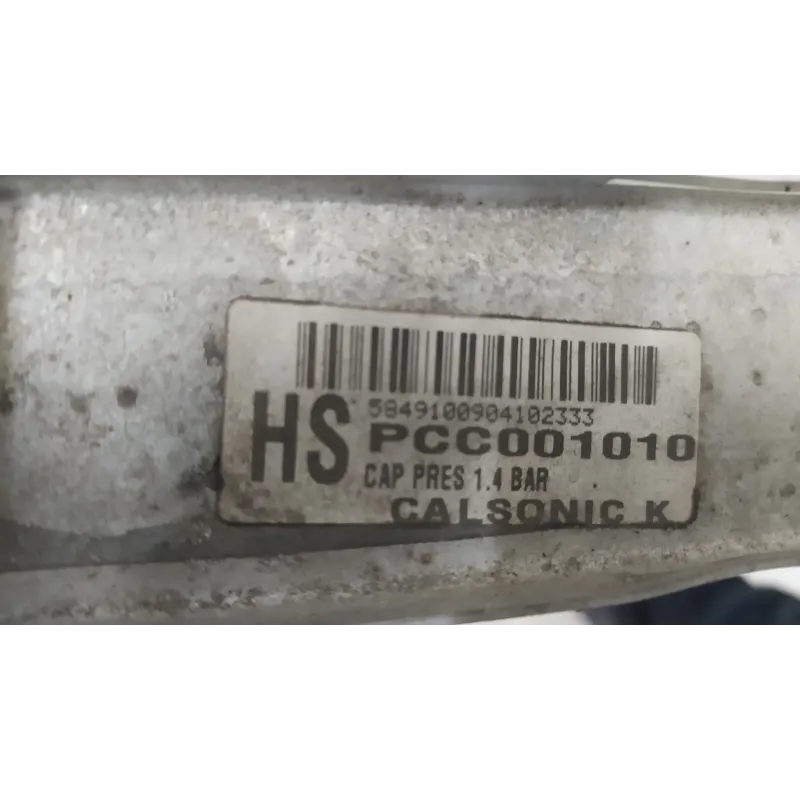 5849100904102333
HS PCC001010
CAP PRES 1.4 BAR
CALSONIC K